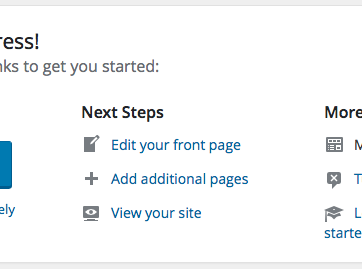 ress!
nks to get you started:
Next Steps
More
Edit your front page
M
Add additional pages
T
ely
View your site
L
starte